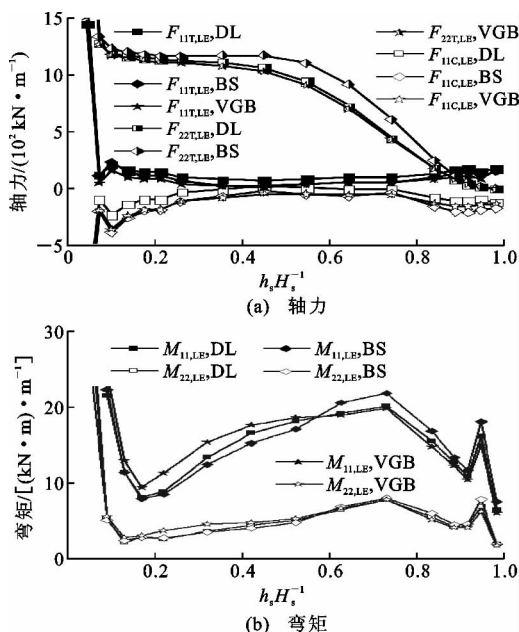 15
10
5
0
−5
轴力/(10² kN·m⁻¹)
F₁₁T,LE,DL
F₁₁T,LE,BS
F₁₁T,LE,VGB
F₂₂T,LE,DL
F₂₂T,LE,BS
F₂₂T,LE,VGB
F₁₁C,LE,DL
F₁₁C,LE,BS
F₁₁C,LE,VGB
0 0.2 0.4 0.6 0.8 1.0
hₛHₛ⁻¹
(a) 轴力
30
20
10
0
弯矩/[(kN·m)·m⁻¹]
M₁₁,LE,DL M₁₁,LE,BS
M₂₂,LE,DL M₂₂,LE,BS
M₁₁,LE,VGB
M₂₂,LE,VGB
0 0.2 0.4 0.6 0.8 1.0
hₛHₛ⁻¹
(b) 弯矩